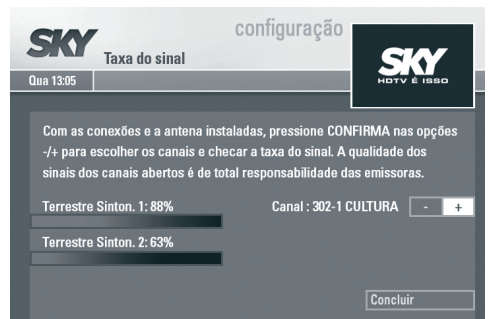 SKY
configuração
Taxa do sinal
SKY
HDTV É ISSO
Qua 13:05
Com as conexões e a antena instaladas, pressione CONFIRMA nas opções
-/+ para escolher os canais e checar a taxa do sinal. A qualidade dos
sinais dos canais abertos é de total responsabilidade das emissoras.
Terrestre Sinton. 1: 88%
Canal : 302-1 CULTURA - +
Terrestre Sinton. 2: 63%
Concluir